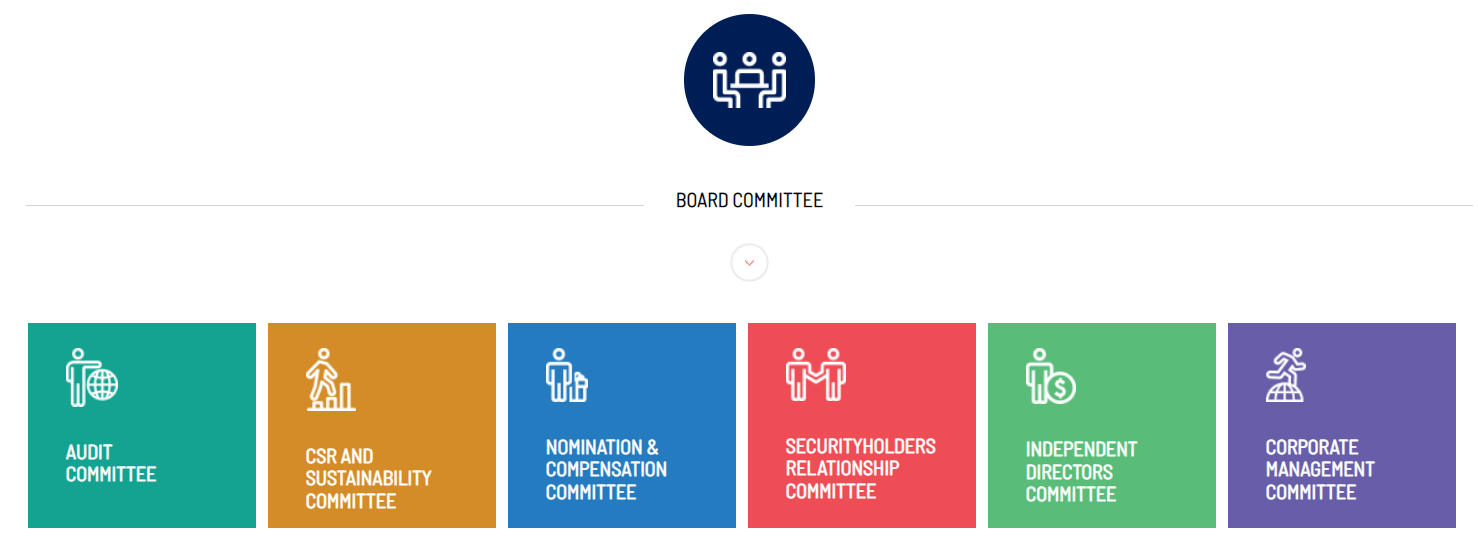 BOARD COMMITTEE
AUDIT
COMMITTEE
CSR AND
SUSTAINABILITY
COMMITTEE
NOMINATION &
COMPENSATION
COMMITTEE
SECURITYHOLDERS
RELATIONSHIP
COMMITTEE
$
INDEPENDENT
DIRECTORS
COMMITTEE
CORPORATE
MANAGEMENT
COMMITTEE